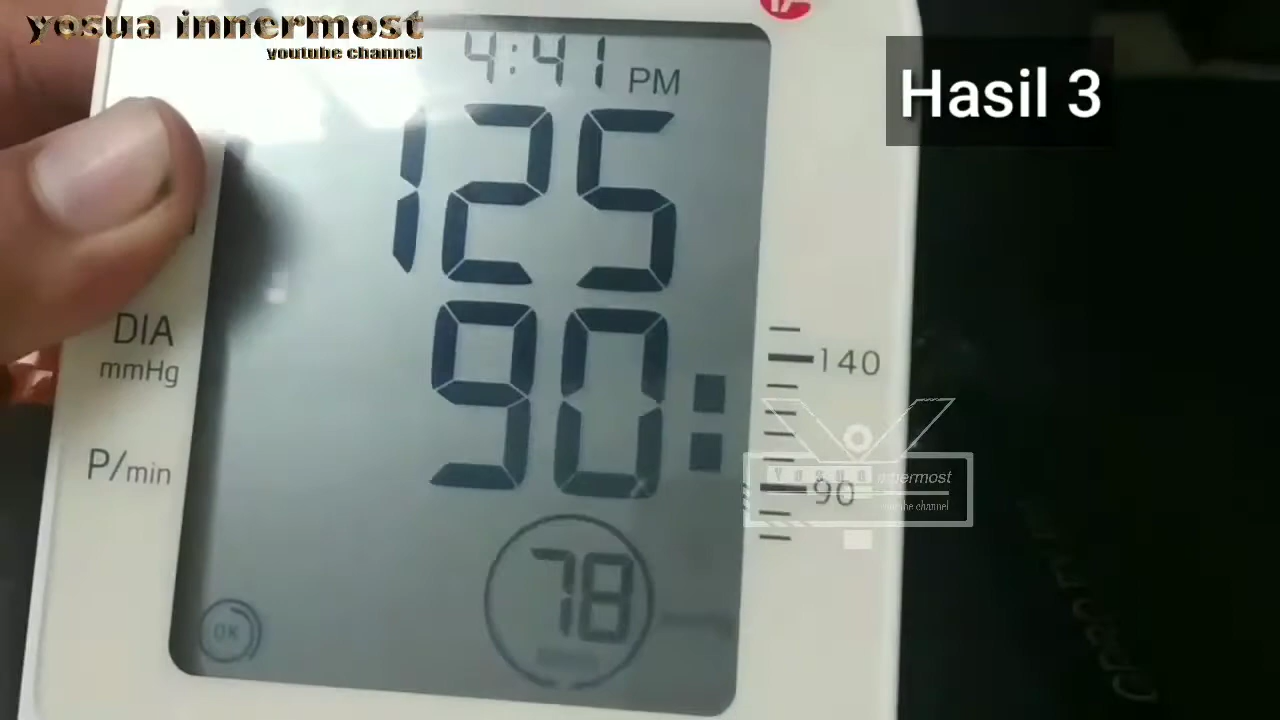 yosua innermost
youtube channel
4:41 PM
Hasil 3
125
DIA
mmHg
90
140
P/min
90
Yosua innermost
youtube channel
78
OK